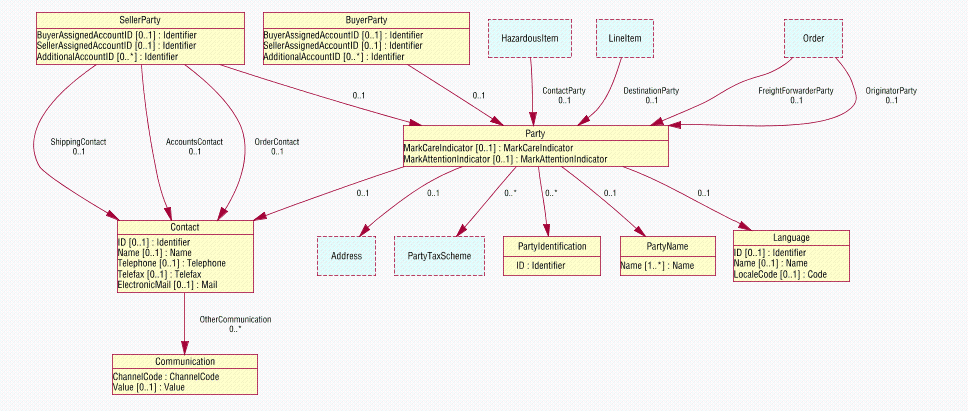 SellerParty
BuyerAssignedAccountID [0..1] : Identifier
SellerAssignedAccountID [0..1] : Identifier
AdditionalAccountID [0..*] : Identifier
BuyerParty
BuyerAssignedAccountID [0..1] : Identifier
SellerAssignedAccountID [0..1] : Identifier
AdditionalAccountID [0..*] : Identifier
HazardousItem
LineItem
Order
0..1
0..1
ContactParty
0..1
DestinationParty
0..1
FreightForwarderParty
0..1
OriginatorParty
0..1
ShippingContact
0..1
AccountsContact
0..1
OrderContact
0..1
Party
MarkCareIndicator [0..1] : MarkCareIndicator
MarkAttentionIndicator [0..1] : MarkAttentionIndicator
0..1
0..1
0..*
0..*
0..1
0..1
Contact
ID [0..1] : Identifier
Name [0..1] : Name
Telephone [0..1] : Telephone
Telefax [0..1] : Telefax
ElectronicMail [0..1] : Mail
Address
PartyTaxScheme
PartyIdentification
ID : Identifier
PartyName
Name [1..*] : Name
Language
ID [0..1] : Identifier
Name [0..1] : Name
LocaleCode [0..1] : Code
OtherCommunication
0..*
Communication
ChannelCode : ChannelCode
Value [0..1] : Value